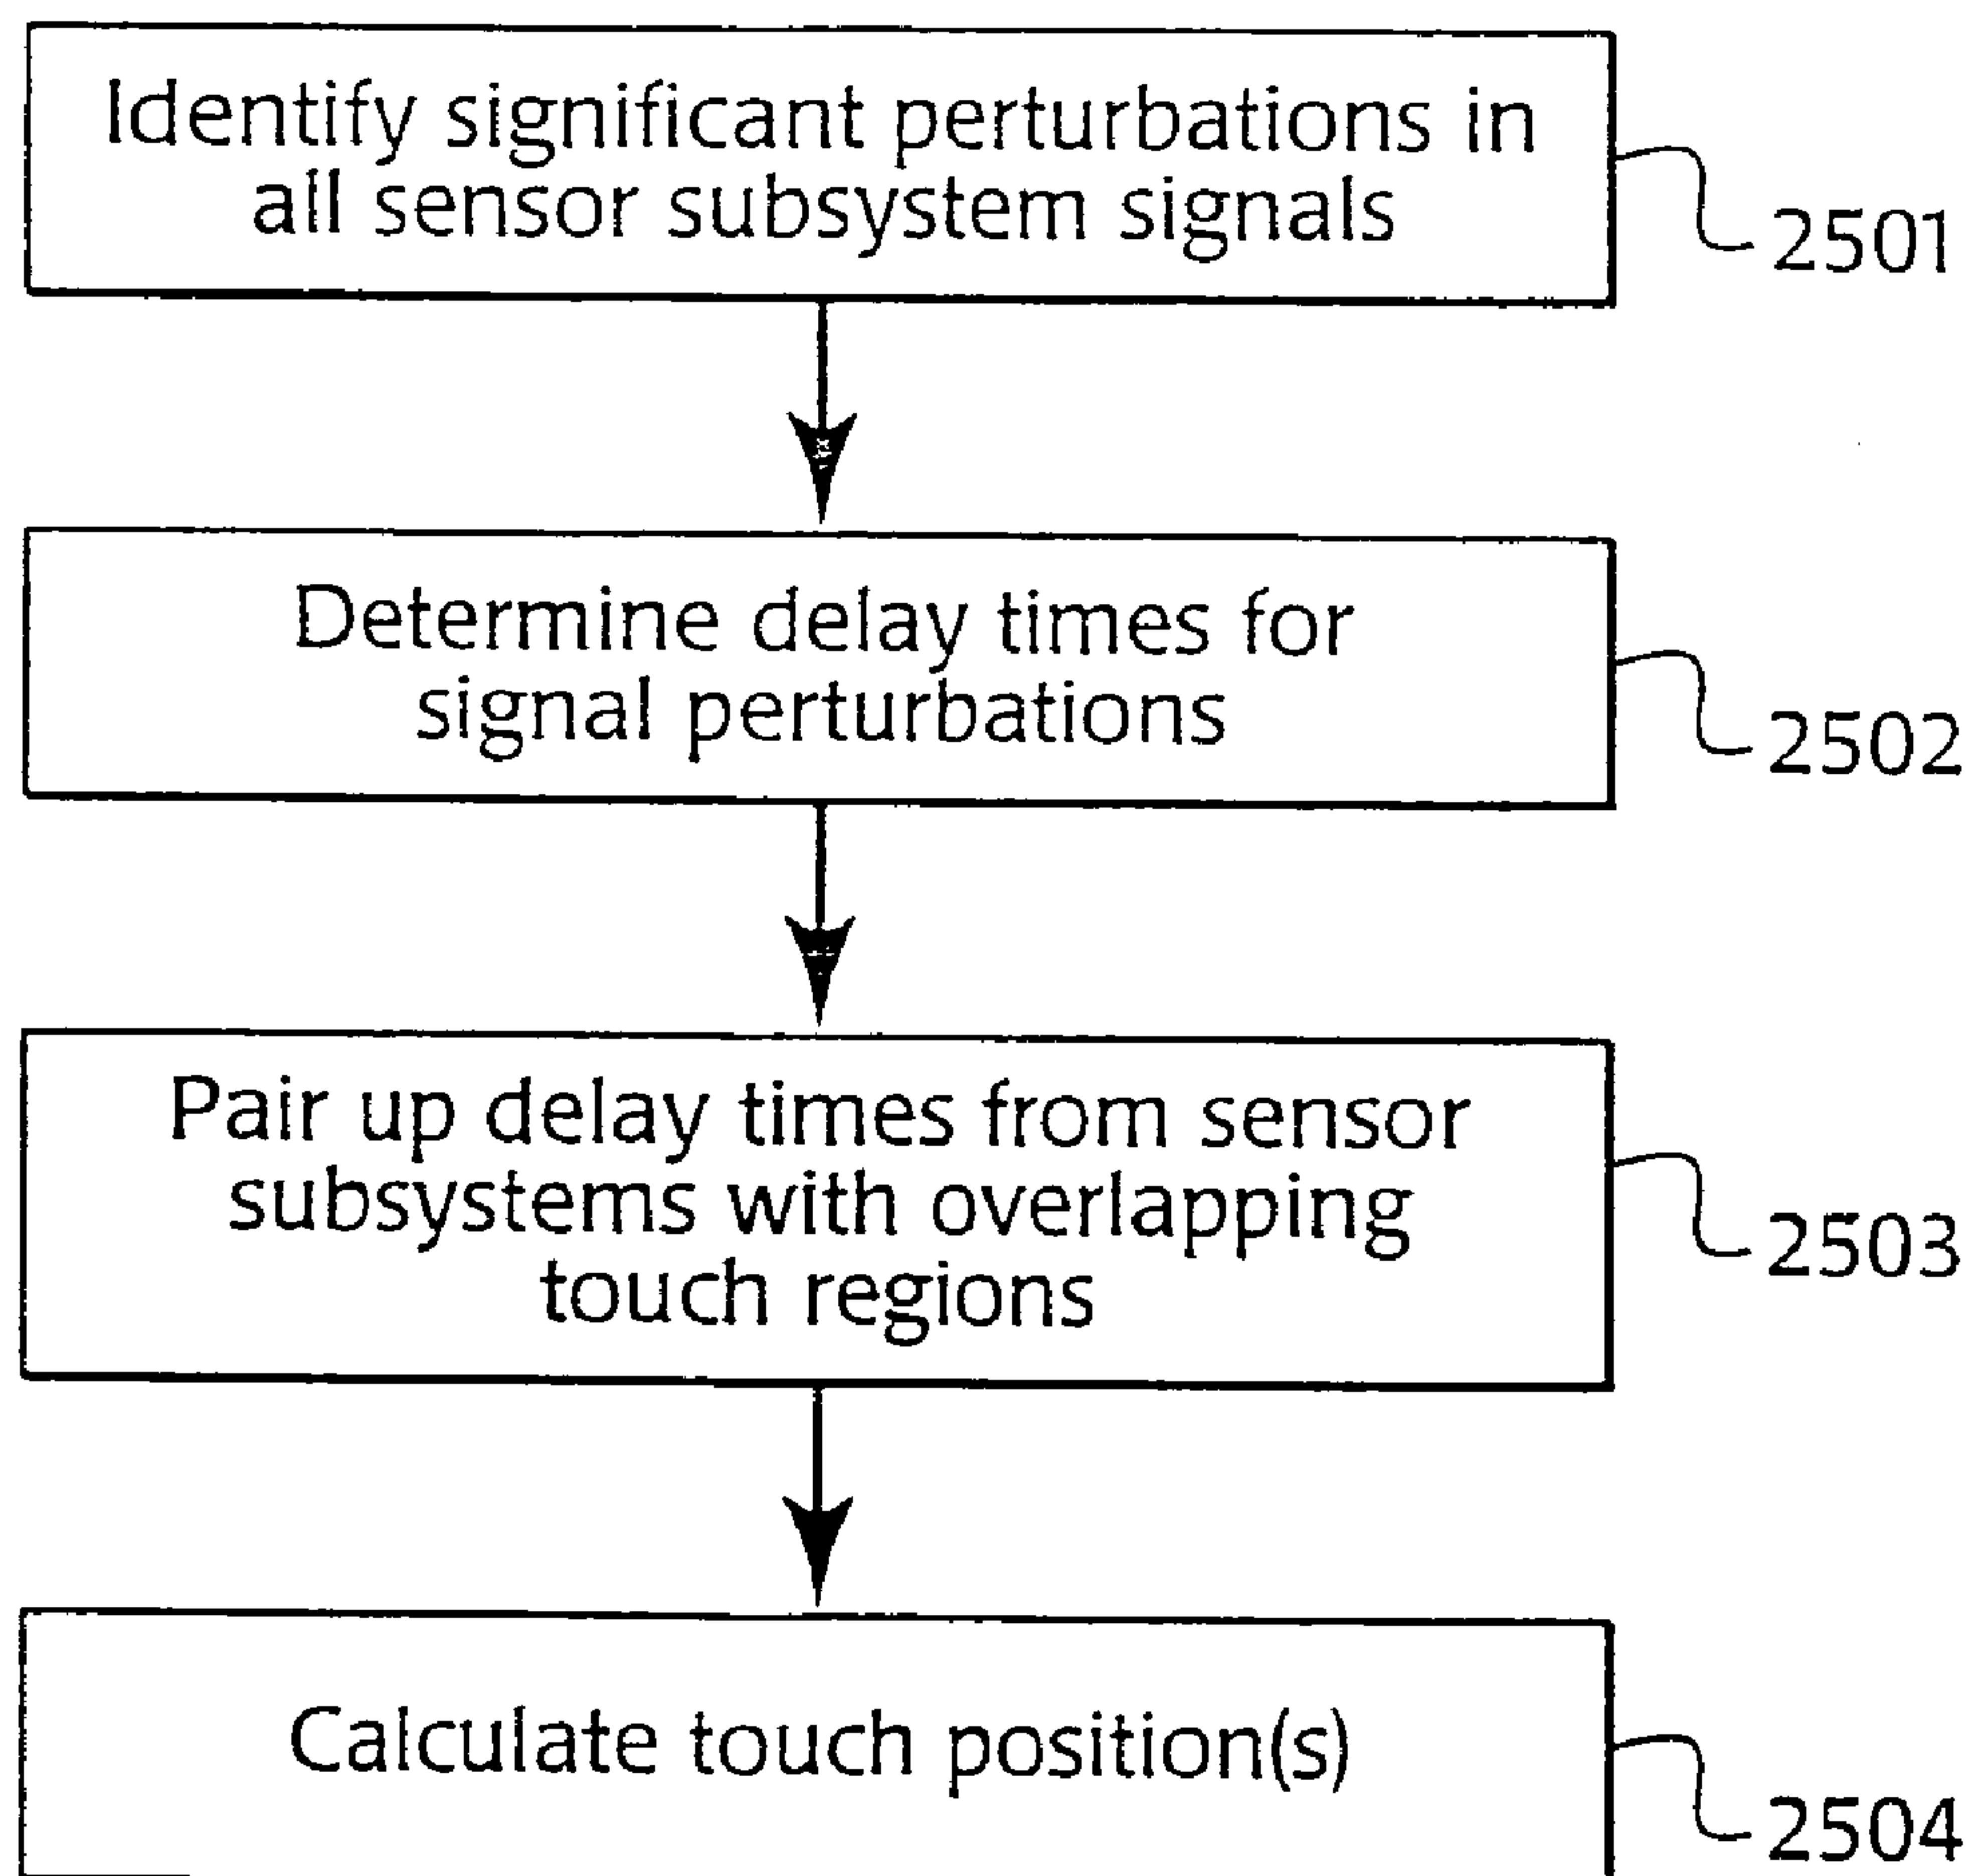 Identify significant perturbations in
all sensor subsystem signals
2501
Determine delay times for
signal perturbations
2502
Pair up delay times from sensor
subsystems with overlapping
touch regions
2503
Calculate touch position(s)
2504